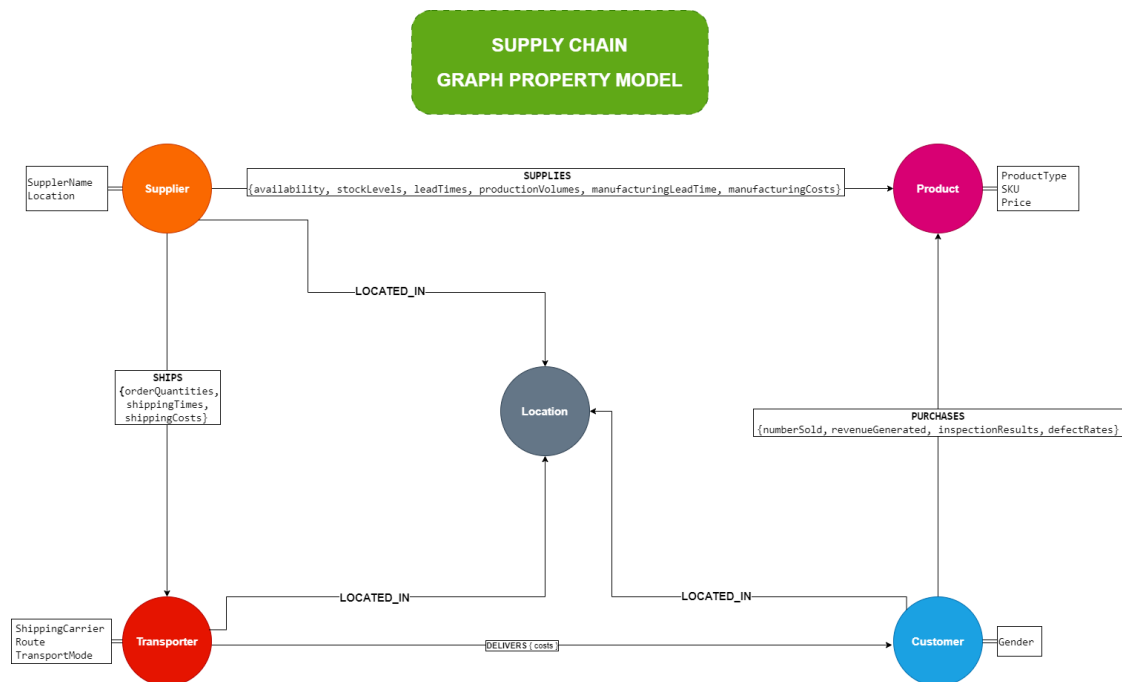 SUPPLY CHAIN
GRAPH PROPERTY MODEL
SupplerName
Location
Supplier
SUPPLIES
{availability, stockLevels, leadTimes, productionVolumes, manufacturingLeadTime, manufacturingCosts}
Product
ProductType
SKU
Price
LOCATED_IN
SHIPS
{orderQuantities,
shippingTimes,
shippingCosts}
Location
PURCHASES
{numberSold, revenueGenerated, inspectionResults, defectRates}
LOCATED_IN
LOCATED_IN
ShippingCarrier
Route
TransportMode
Transporter
DELIVERS { costs }
Customer
Gender